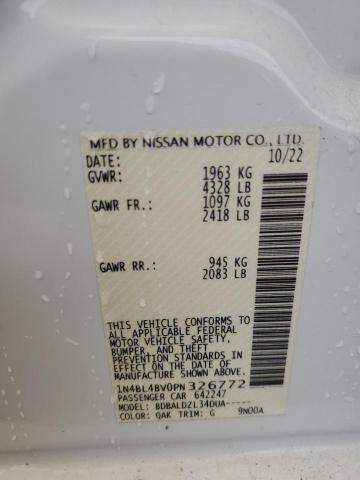 MFD BY NISSAN MOTOR CO., LTD.
DATE: 10/22
GVWR: 1963 KG
4328 LB
GAWR FR.: 1097 KG
2418 LB
GAWR RR.: 945 KG
2083 LB
THIS VEHICLE CONFORMS TO
ALL APPLICABLE FEDERAL
MOTOR VEHICLE SAFETY,
BUMPER, AND THEFT
PREVENTION STANDARDS IN
EFFECT ON THE DATE OF
MANUFACTURE SHOWN ABOVE.
1N4BL4BV0PN326772
PASSENGER CAR 642247
MODEL: BDBALDZL34DUA-----
COLOR: QAK TRIM: G 9N00A